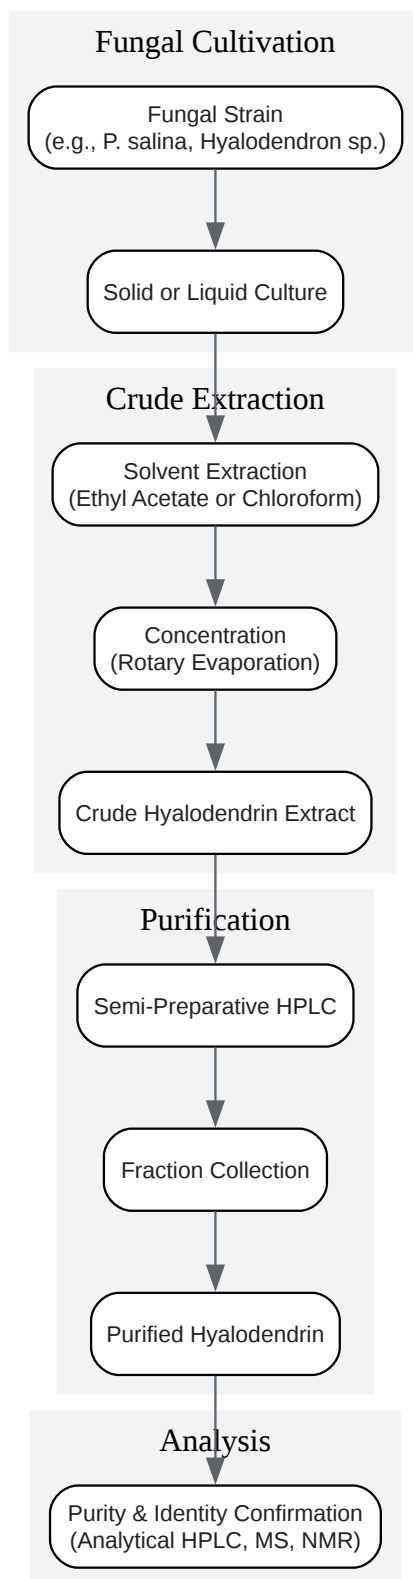 Fungal Cultivation
Fungal Strain
(e.g., P. salina, Hyalodendron sp.)
Solid or Liquid Culture
Crude Extraction
Solvent Extraction
(Ethyl Acetate or Chloroform)
Concentration
(Rotary Evaporation)
Crude Hyalodendrin Extract
Purification
Semi-Preparative HPLC
Fraction Collection
Purified Hyalodendrin
Analysis
Purity & Identity Confirmation
(Analytical HPLC, MS, NMR)